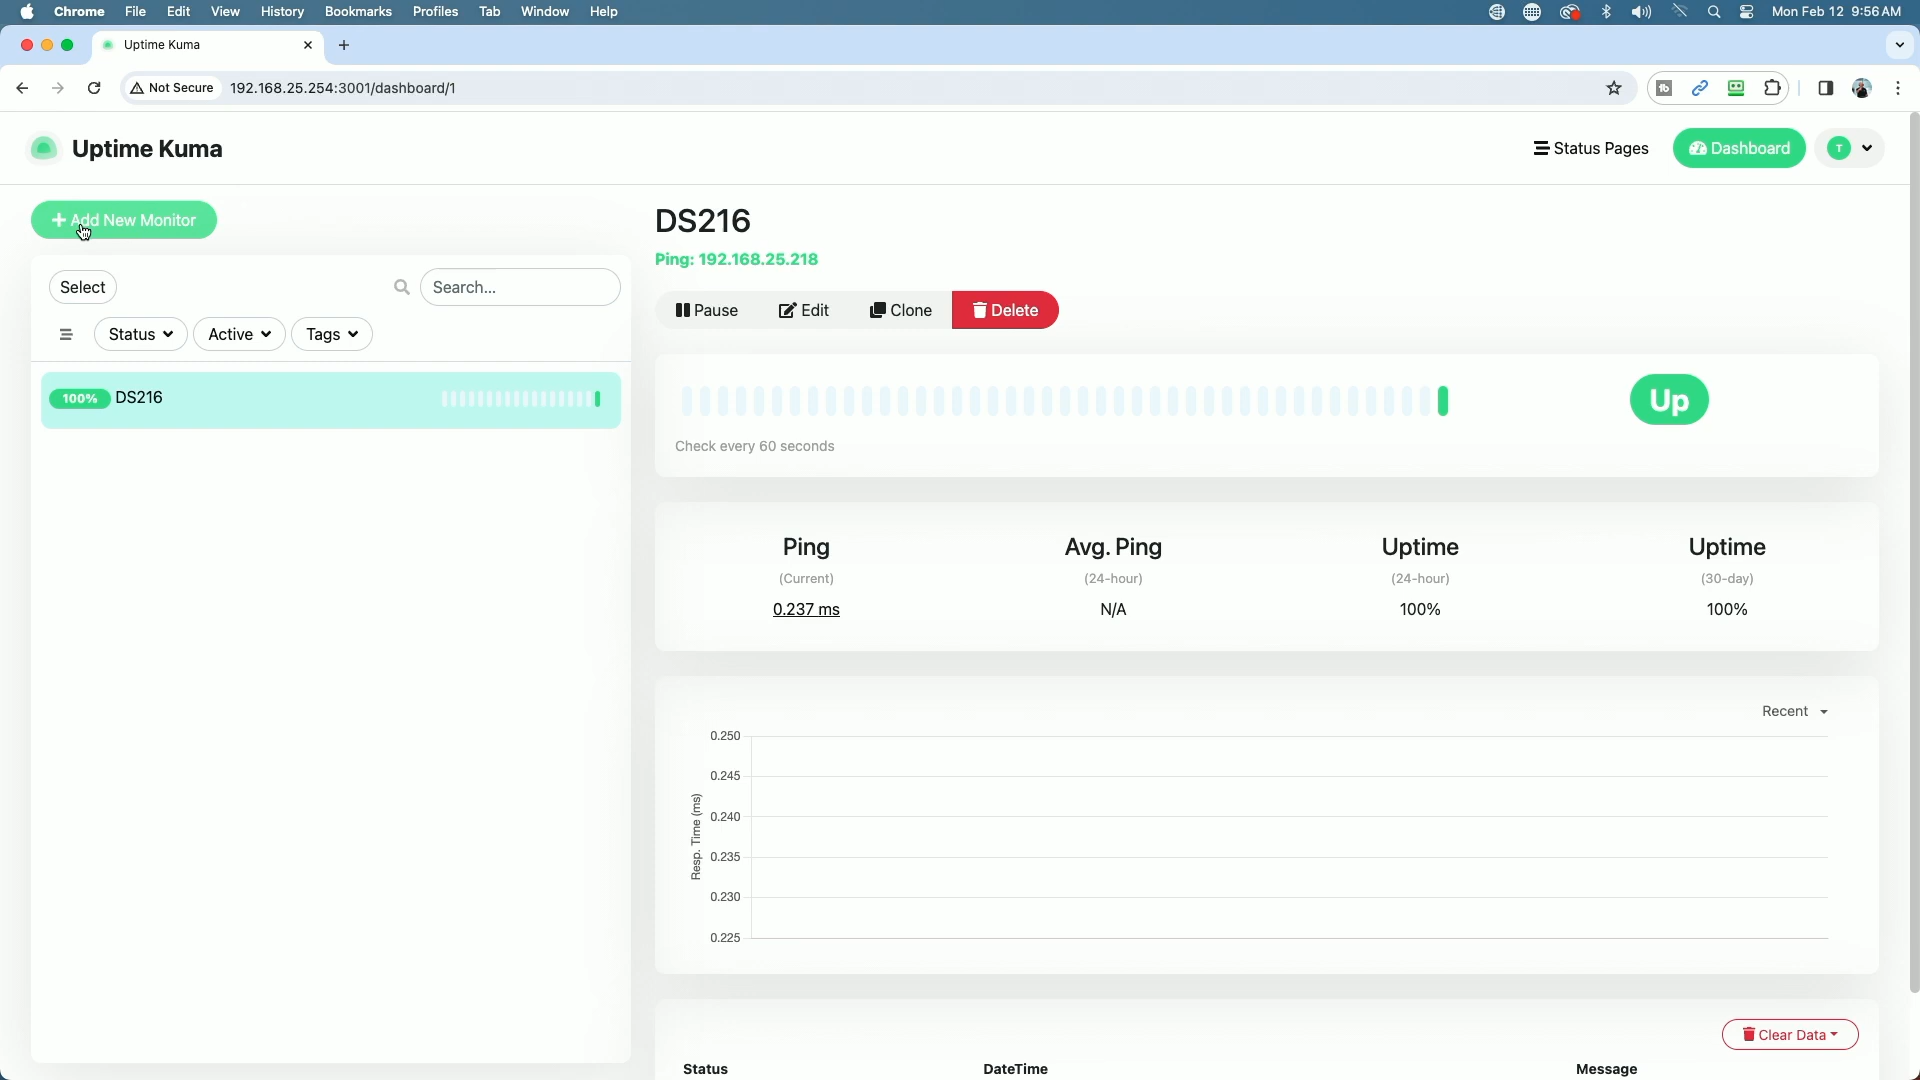 Chrome File Edit View History Bookmarks Profiles Tab Window Help Mon Feb 12 9:56 AM
Uptime Kuma
Not Secure 192.168.25.254:3001/dashboard/1
Uptime Kuma
Status Pages Dashboard T
+ Add New Monitor
Select Search...
Status Active Tags
100% DS216
DS216
Ping: 192.168.25.218
Pause Edit Clone Delete
Up
Check every 60 seconds
Ping Avg. Ping Uptime Uptime
(Current) (24-hour) (24-hour) (30-day)
0.237 ms N/A 100% 100%
Recent
Resp. Time (ms)
0.250
0.245
0.240
0.235
0.230
0.225
Clear Data
Status DateTime Message